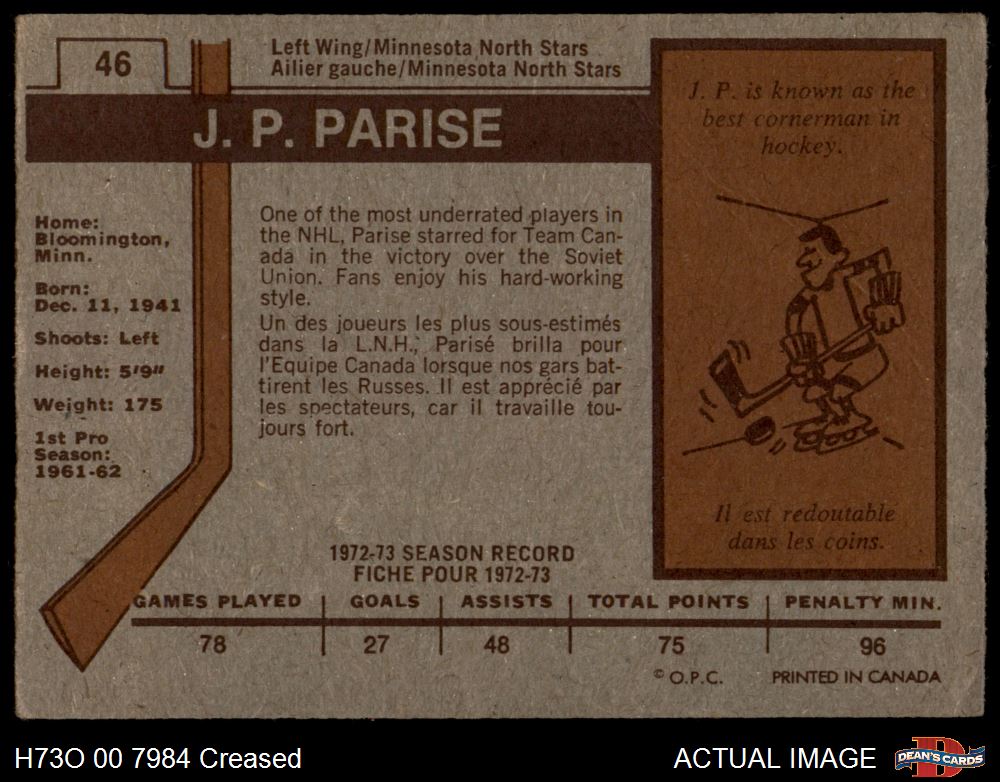 46
Left Wing/Minnesota North Stars
Ailier gauche/Minnesota North Stars
J. P. PARISE
Home:
Bloomington,
Minn.
Born:
Dec. 11, 1941
Shoots: Left
Height: 5'9"
Weight: 175
1st Pro
Season:
1961-62
One of the most underrated players in
the NHL, Parise starred for Team Can-
ada in the victory over the Soviet
Union. Fans enjoy his hard-working
style.
Un des joueurs les plus sous-estimés
dans la L.N.H., Parisé brilla pour
l'Equipe Canada lorsque nos gars bat-
tirent les Russes. Il est apprécié par
les spectateurs, car il travaille tou-
jours fort.
J. P. is known as the
best cornerman in
hockey.
Il est redoutable
dans les coins.
1972-73 SEASON RECORD
FICHE POUR 1972-73
GAMES PLAYED GOALS ASSISTS TOTAL POINTS PENALTY MIN.
78 27 48 75 96
© O.P.C. PRINTED IN CANADA
H73O 00 7984 Creased
ACTUAL IMAGE
DEAN'S CARDS